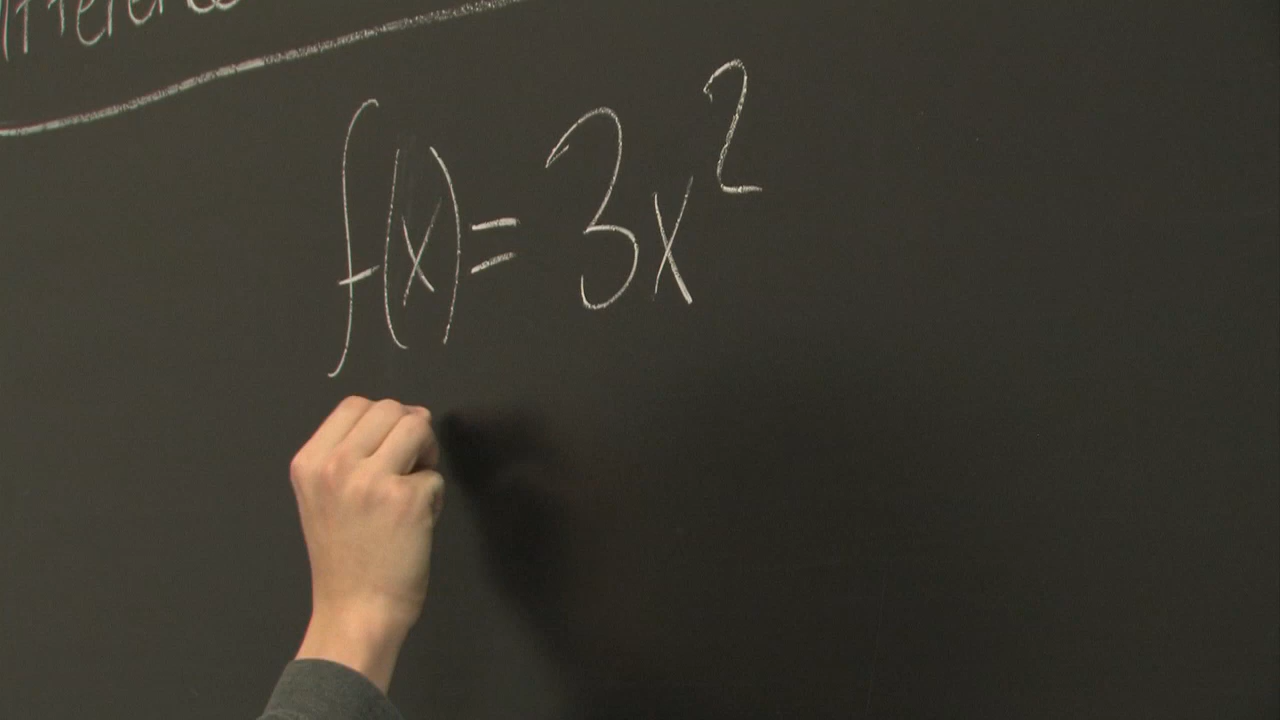 f(x) = 3x²